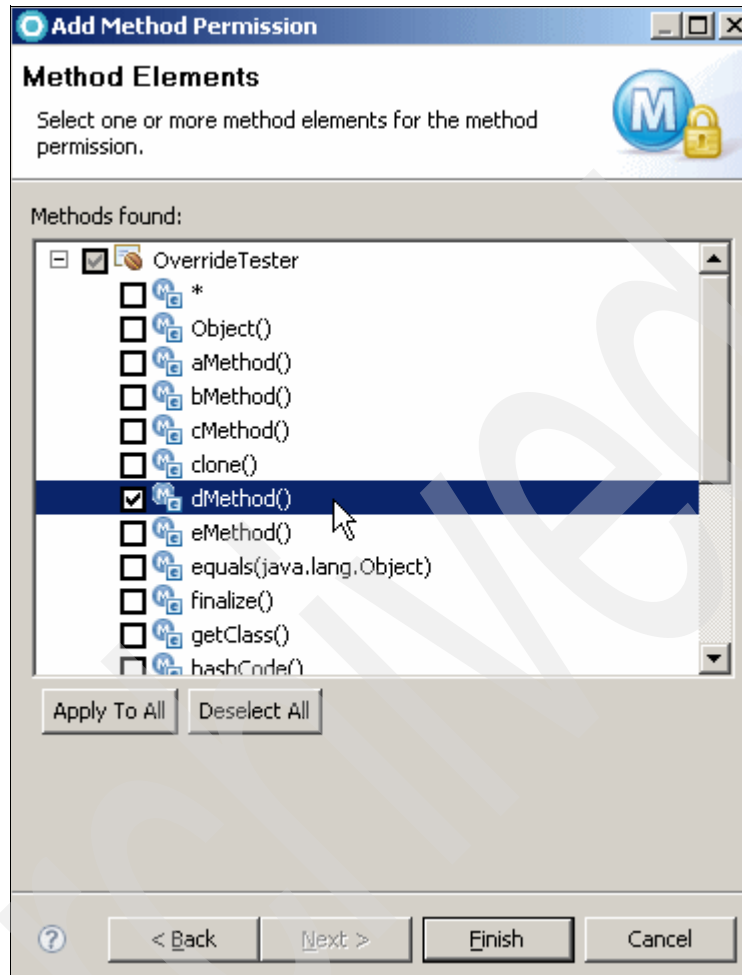 Add Method Permission
Method Elements
Select one or more method elements for the method
permission.
M
Methods found:
OverrideTester
*
Object()
aMethod()
bMethod()
cMethod()
clone()
dMethod()
eMethod()
equals(java.lang.Object)
finalize()
getClass()
hashCode()
Apply To All
Deselect All
< Back
Next >
Finish
Cancel